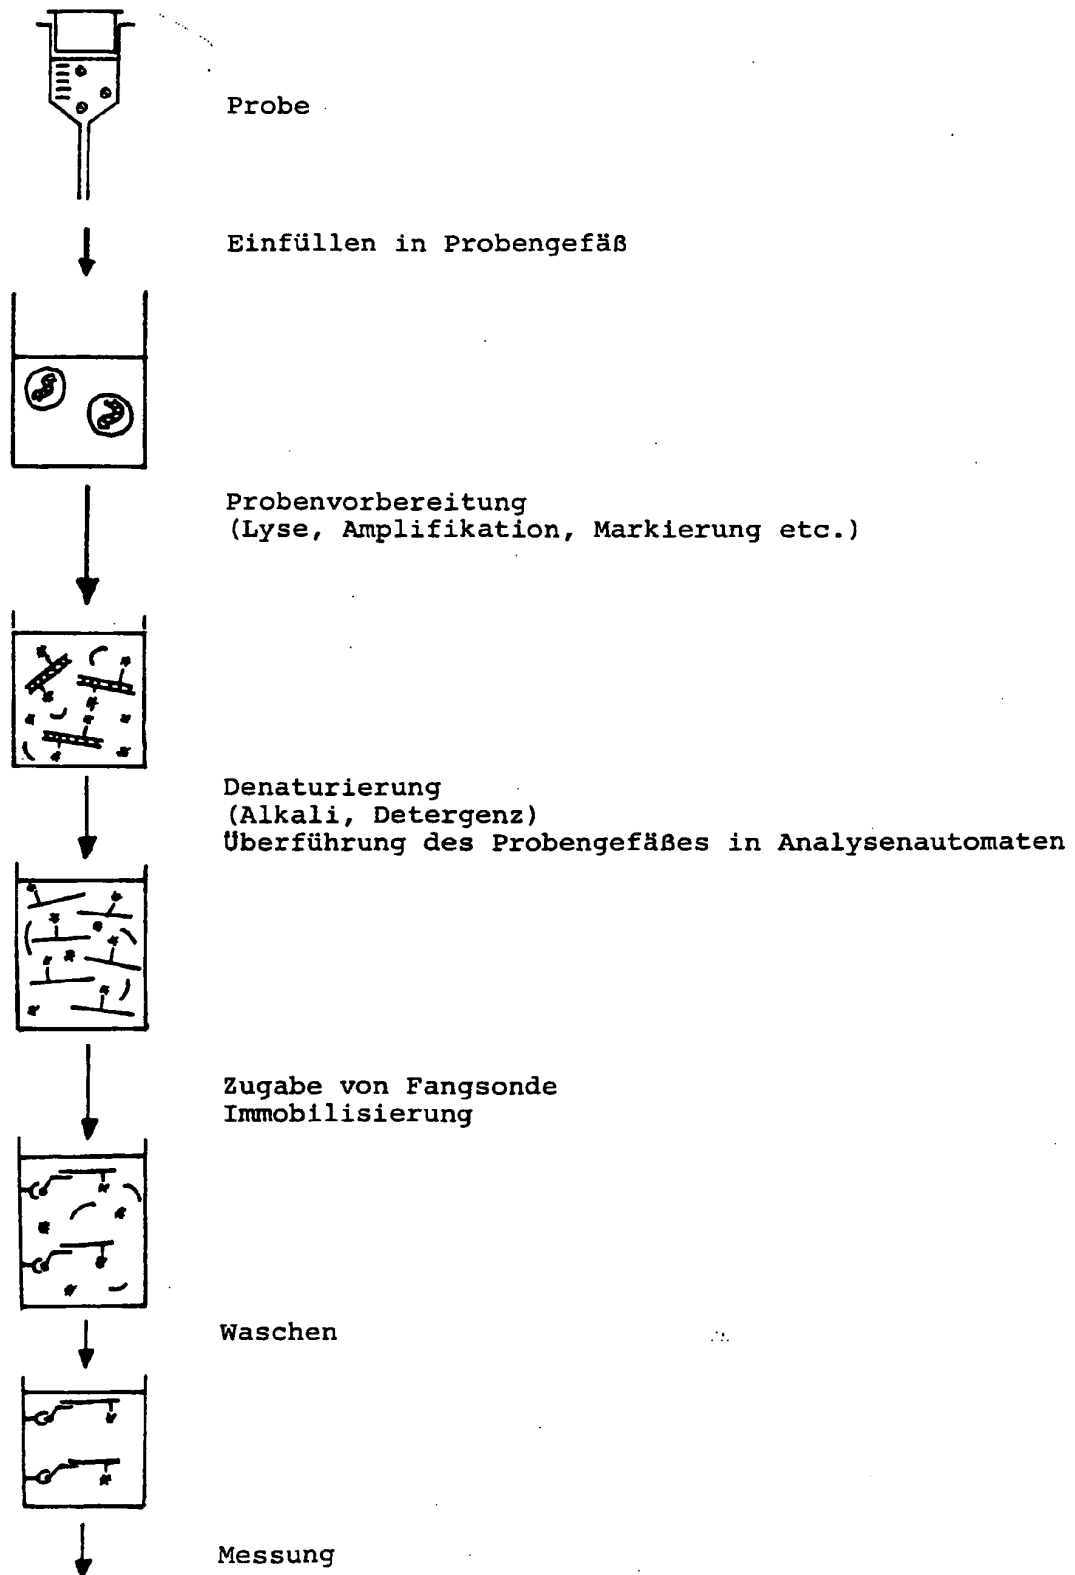 Probe
Einfüllen in Probengefäß
Probenvorbereitung
(Lyse, Amplifikation, Markierung etc.)
Denaturierung
(Alkali, Detergenz)
Überführung des Probengefäßes in Analysenautomaten
Zugabe von Fangsonde
Immobilisierung
Waschen
Messung